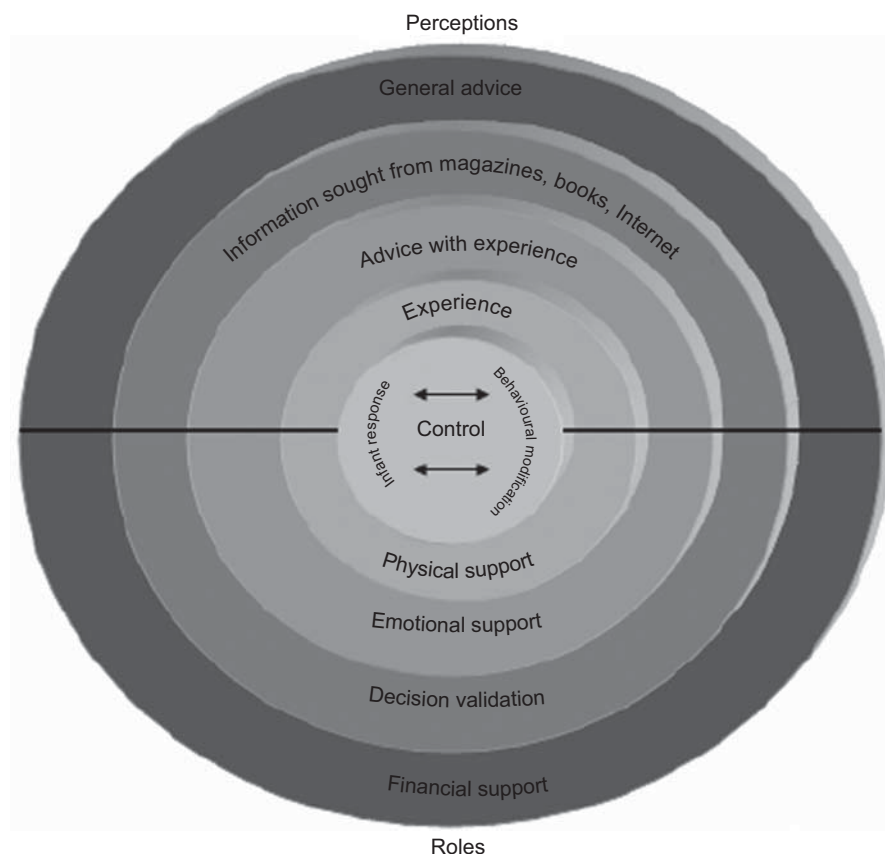 Perceptions
General advice
Information sought from magazines, books, Internet
Advice with experience
Experience
Infant response
Control
Behavioural modification
Physical support
Emotional support
Decision validation
Financial support
Roles